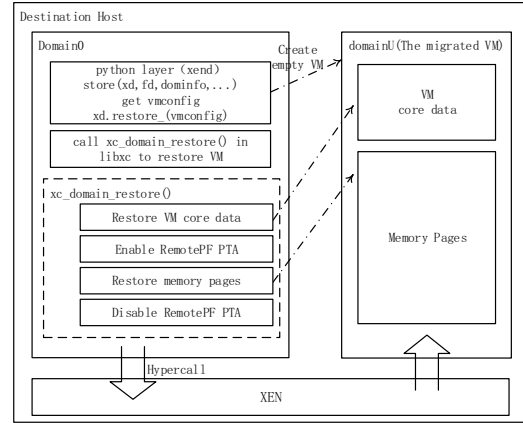 Destination Host
Domain0
python layer (xend)
store(xd,fd,dominfo,...)
get vmconfig
xd.restore_(vmconfig)
call xc_domain_restore() in
libxc to restore VM
xc_domain_restore()
Restore VM core data
Enable RemotePF PTA
Restore memory pages
Disable RemotePF PTA
Create
empty VM
domainU(The migrated VM)
VM
core data
Memory Pages
Hypercall
XEN